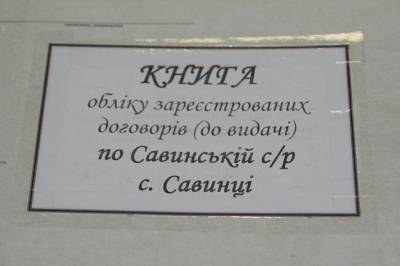 КНИГА
обліку зареєстрованих
договорів (до видачі)
по Савинській с/р
с. Савинці